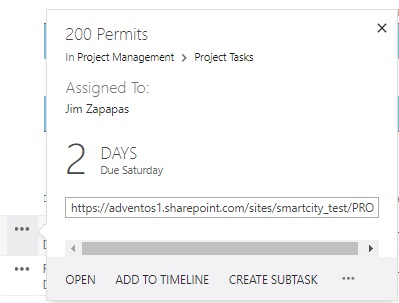 200 Permits
In Project Management > Project Tasks
Assigned To:
Jim Zapapas
2 DAYS
Due Saturday
https://adventos1.sharepoint.com/sites/smartcity_test/PRO
OPEN ADD TO TIMELINE CREATE SUBTASK ...